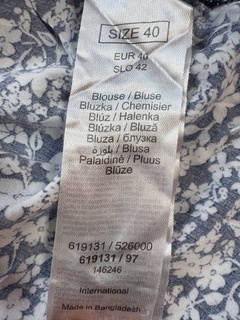 SIZE 40
EUR 40
SLO 42
Blouse / Bluse
Bluzka / Chemisier
Blúz / Halenka
Blúzka / Bluză
Bluza / блузка
بلوزة / Blusa
Palaidinė / Pluus
Blūze
619131 / 526000
619131 / 97
146246
International
Made in Bangladesh